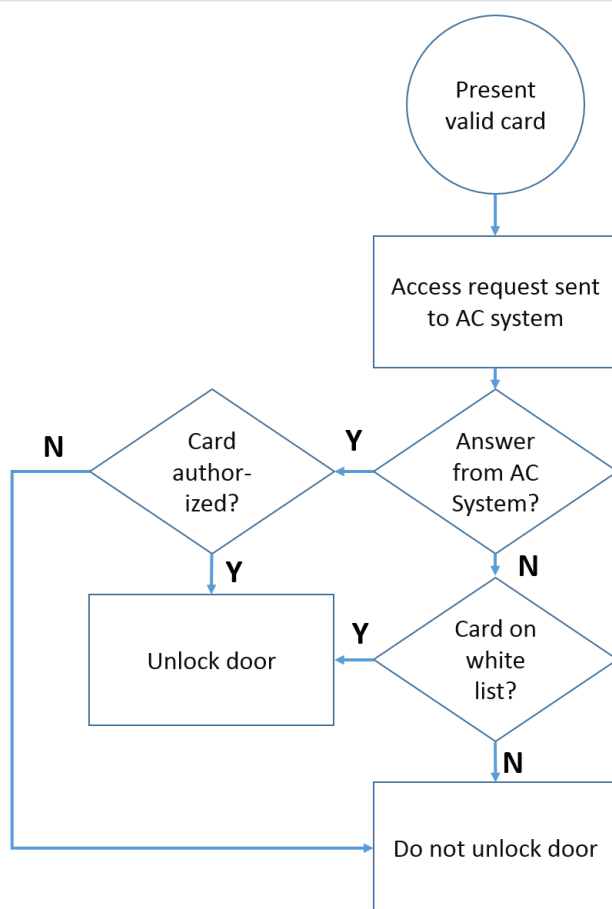 Present
valid card
Access request sent
to AC system
N
Card
author-
ized?
Y
Answer
from AC
System?
Y
N
Unlock door
Y
Card on
white
list?
N
Do not unlock door